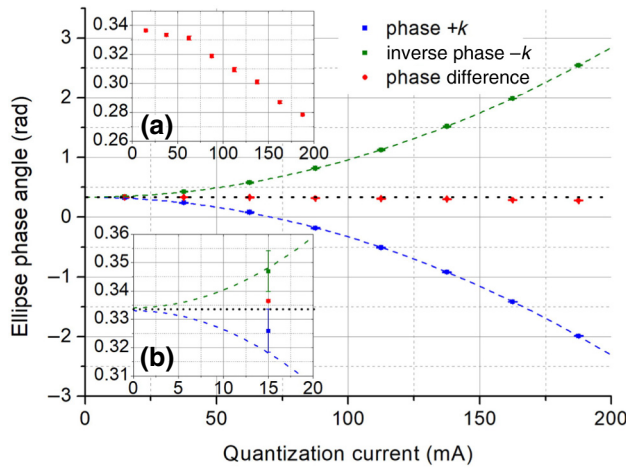 phase +k
inverse phase –k
phase difference
Ellipse phase angle (rad)
3
2
1
0
–1
–2
–3
0.34
0.32
0.30
0.28
0.26
(a)
0 50 100 150 200
0.36
0.35
0.34
0.33
0.32
0.31
(b)
0 5 10 15 20
0 50 100 150 200
Quantization current (mA)